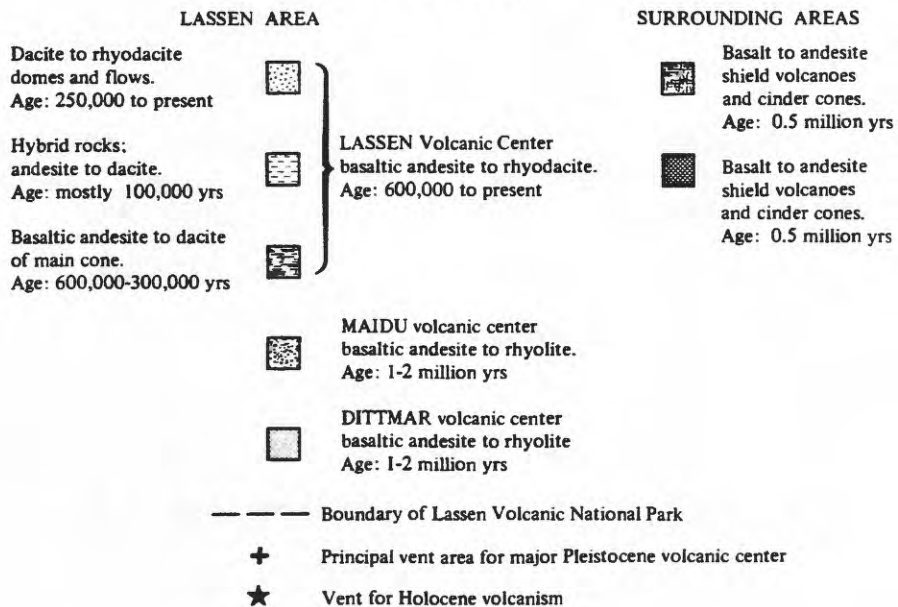 LASSEN AREA
Dacite to rhyodacite
domes and flows.
Age: 250,000 to present
Hybrid rocks;
andesite to dacite.
Age: mostly 100,000 yrs
Basaltic andesite to dacite
of main cone.
Age: 600,000-300,000 yrs
LASSEN Volcanic Center
basaltic andesite to rhyodacite.
Age: 600,000 to present
MAIDU volcanic center
basaltic andesite to rhyolite.
Age: 1-2 million yrs
DITTMAR volcanic center
basaltic andesite to rhyolite
Age: 1-2 million yrs
SURROUNDING AREAS
Basalt to andesite
shield volcanoes
and cinder cones.
Age: 0.5 million yrs
Basalt to andesite
shield volcanoes
and cinder cones.
Age: 0.5 million yrs
Boundary of Lassen Volcanic National Park
Principal vent area for major Pleistocene volcanic center
Vent for Holocene volcanism